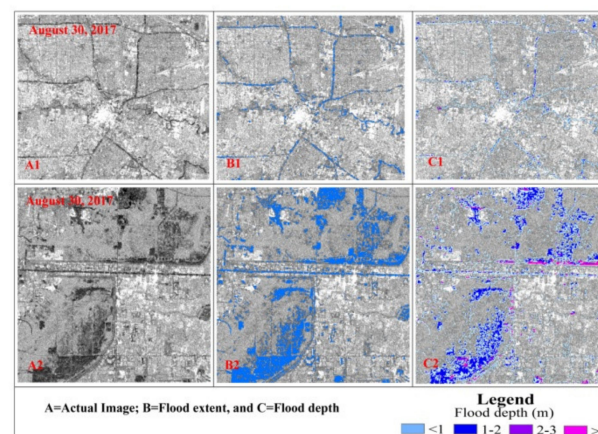 August 30, 2017
A1
B1
C1
August 30, 2017
A2
B2
C2
A=Actual Image; B=Flood extent, and C=Flood depth
Legend
Flood depth (m)
<1
1-2
2-3
>